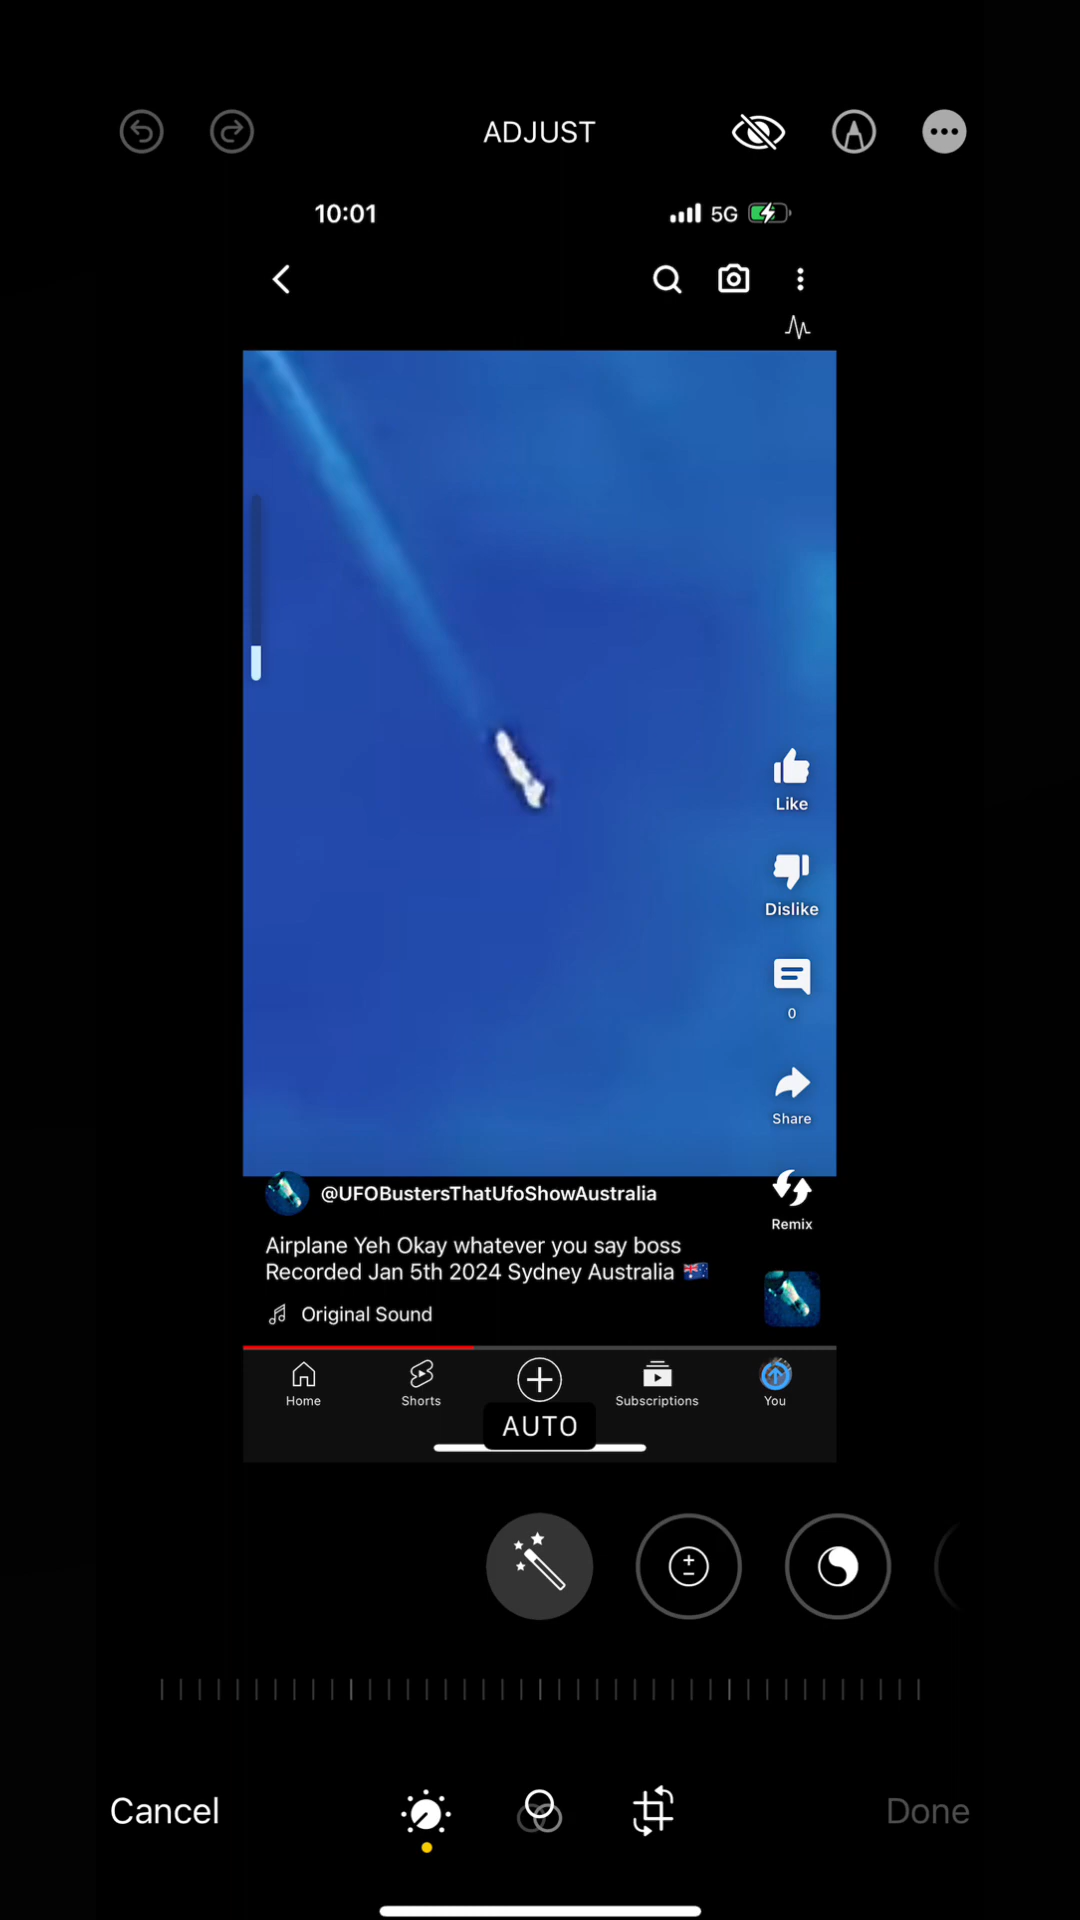 ADJUST
10:01
5G
Like
Dislike
0
Share
@UFOBustersThatUfoShowAustralia
Remix
Airplane Yeh Okay whatever you say boss
Recorded Jan 5th 2024 Sydney Australia 🇦🇺
Original Sound
Home
Shorts
Subscriptions
You
AUTO
Cancel
Done